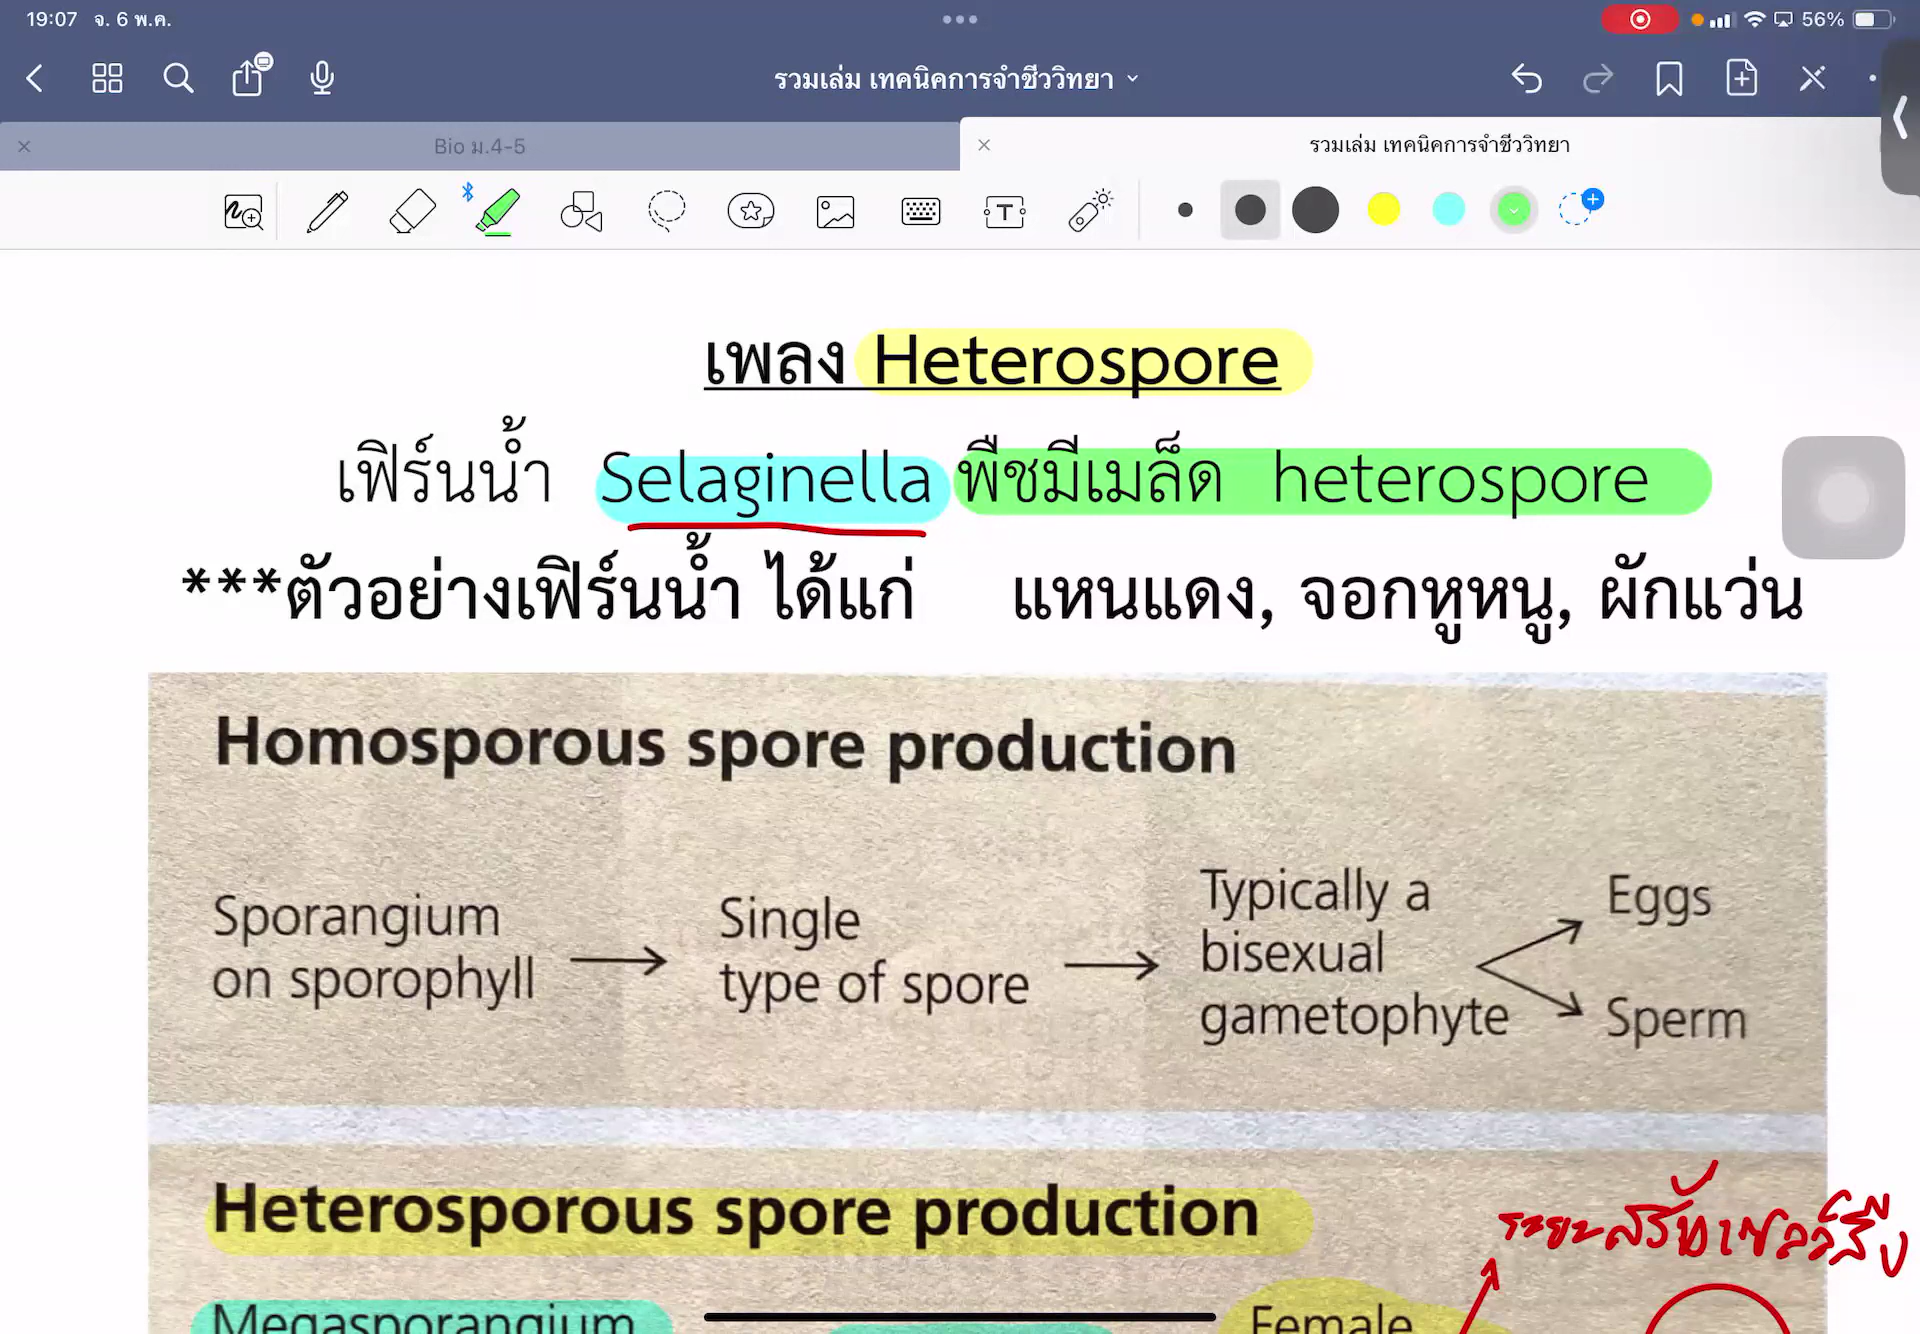 19:07 จ. 6 พ.ค.
56%
รวมเล่ม เทคนิคการจำชีววิทยา
Bio ม.4-5
รวมเล่ม เทคนิคการจำชีววิทยา
เพลง Heterospore
เฟิร์นน้ำ Selaginella พืชมีเมล็ด heterospore
***ตัวอย่างเฟิร์นน้ำ ได้แก่ แหนแดง, จอกหูหนู, ผักแว่น
Homosporous spore production
Sporangium
on sporophyll
Single
type of spore
Typically a
bisexual
gametophyte
Eggs
Sperm
Heterosporous spore production
ระยะสร้างเซลล์สืบ
Megasporangium
Female